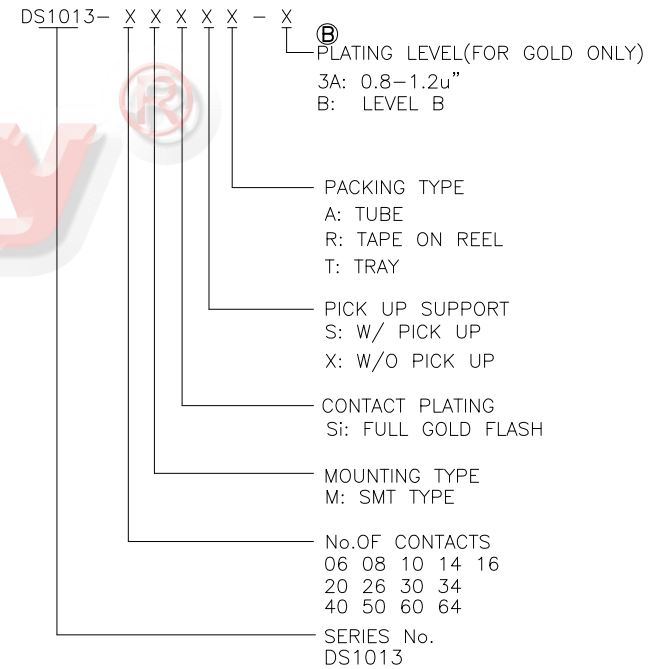 DS1013- X X X X X - X
B
PLATING LEVEL(FOR GOLD ONLY)
3A: 0.8-1.2u"
B: LEVEL B
R
y
PACKING TYPE
A: TUBE
R: TAPE ON REEL
T: TRAY
PICK UP SUPPORT
S: W/ PICK UP
X: W/O PICK UP
CONTACT PLATING
Si: FULL GOLD FLASH
MOUNTING TYPE
M: SMT TYPE
No.OF CONTACTS
06 08 10 14 16
20 26 30 34
40 50 60 64
SERIES No.
DS1013